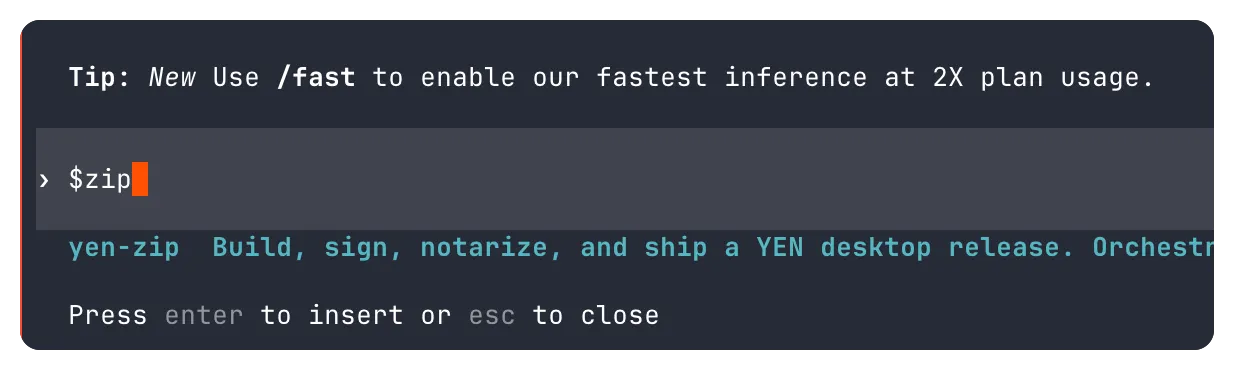 Tip: New Use /fast to enable our fastest inference at 2X plan usage.
› $zip
yen-zip Build, sign, notarize, and ship a YEN desktop release. Orchestr
Press enter to insert or esc to close